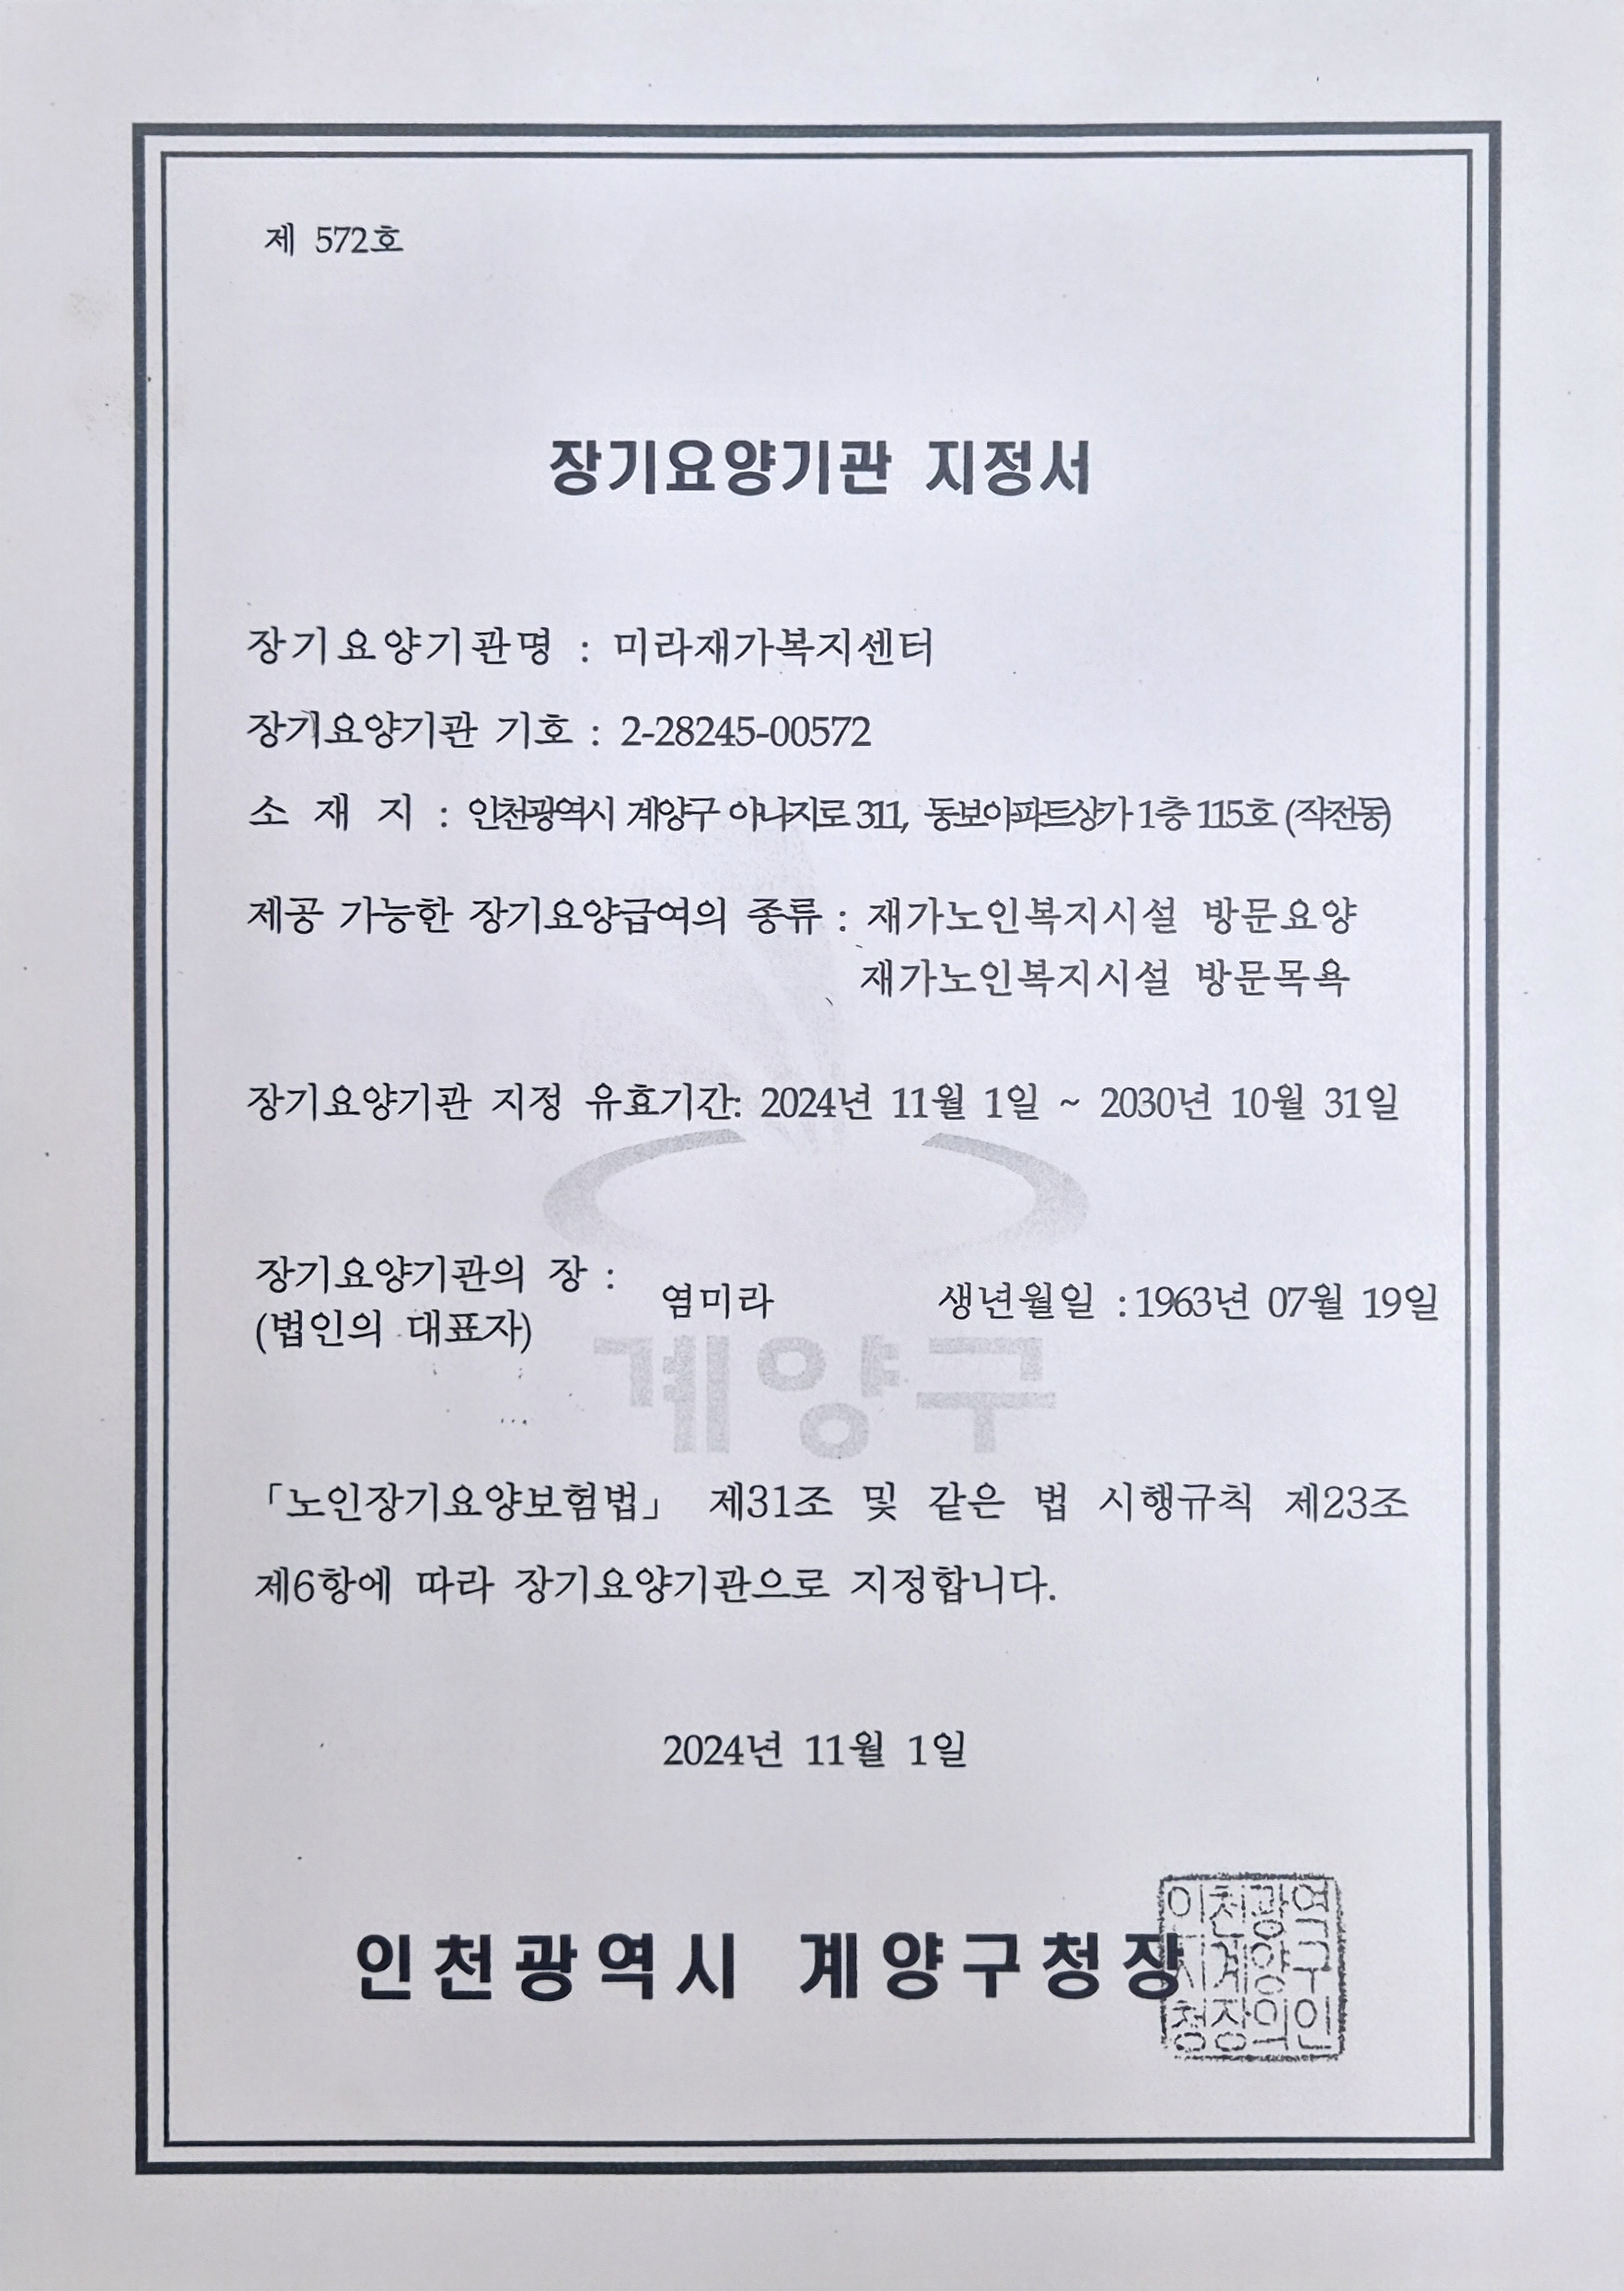 제 572호
장기요양기관 지정서
장기요양기관명 : 미라재가복지센터
장기요양기관 기호 : 2-28245-00572
소 재 지 : 인천광역시 계양구 아나지로 311, 동보아파트상가 1층 115호 (작전동)
제공 가능한 장기요양급여의 종류 : 재가노인복지시설 방문요양
재가노인복지시설 방문목욕
장기요양기관 지정 유효기간: 2024년 11월 1일 ~ 2030년 10월 31일
장기요양기관의 장 :
(법인의 대표자)
염미라 생년월일 : 1963년 07월 19일
계양구
「노인장기요양보험법」 제31조 및 같은 법 시행규칙 제23조
제6항에 따라 장기요양기관으로 지정합니다.
2024년 11월 1일
인천광역시 계양구청장
인천광역
시계양구
청장의인